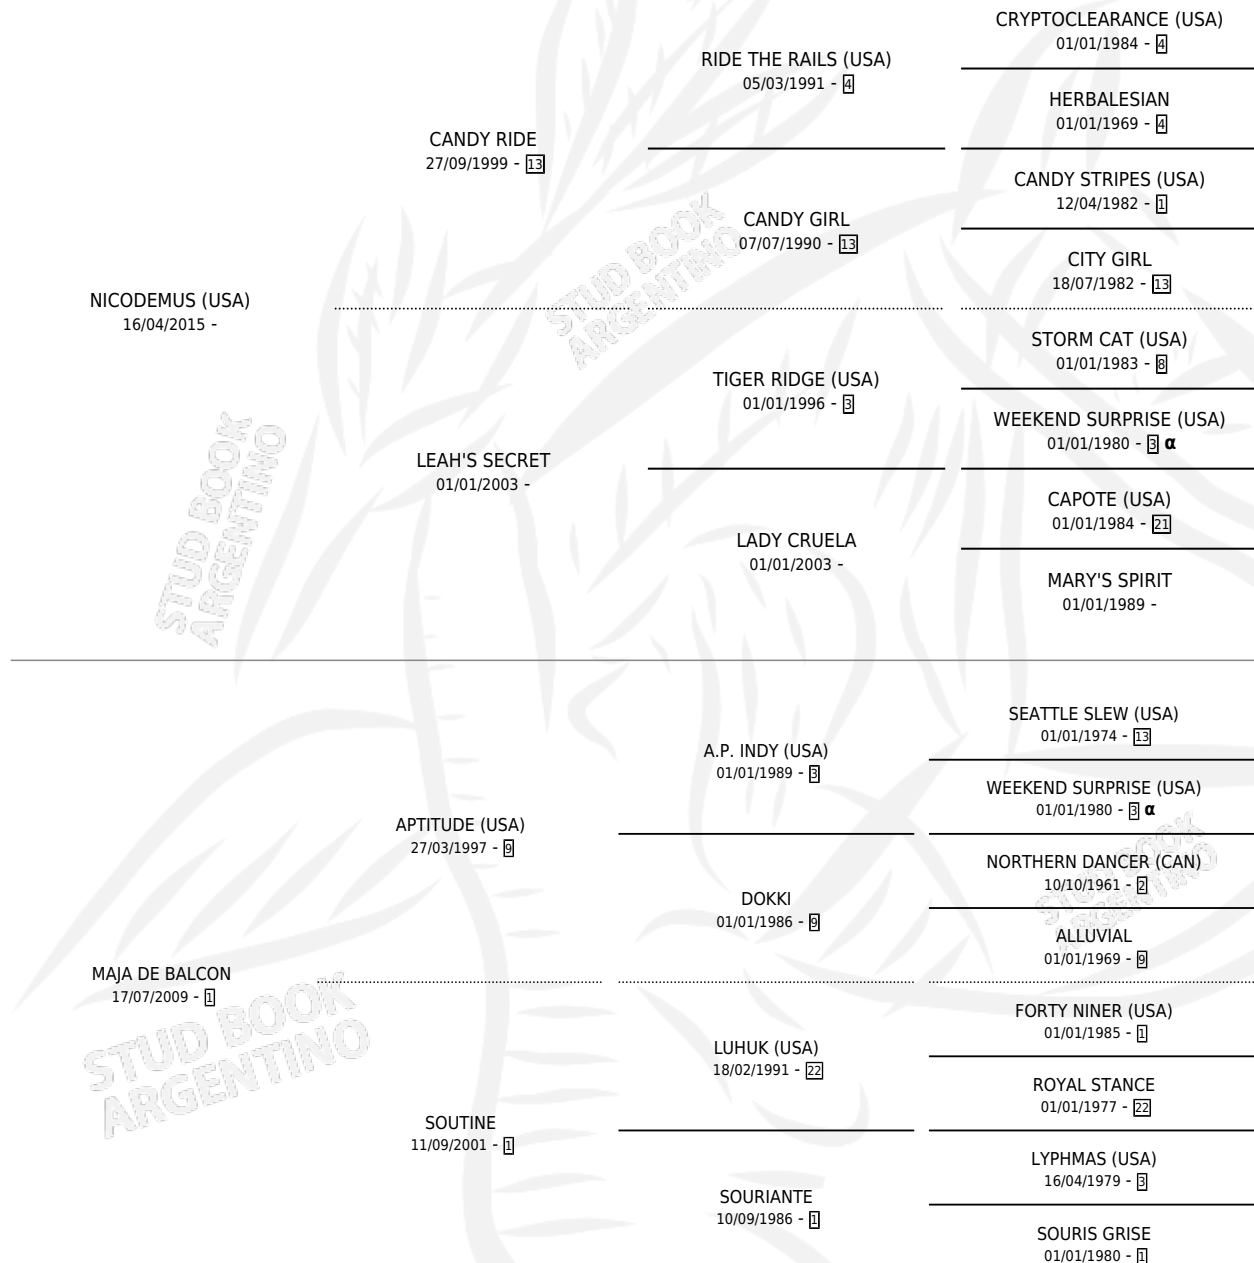 CRYPTOCLEARANCE (USA)
01/01/1984 - 4
RIDE THE RAILS (USA)
05/03/1991 - 4
HERBALESIAN
01/01/1969 - 4
CANDY RIDE
27/09/1999 - 13
CANDY STRIPES (USA)
12/04/1982 - 1
CANDY GIRL
07/07/1990 - 13
CITY GIRL
18/07/1982 - 13
NICODEMUS (USA)
16/04/2015 -
STORM CAT (USA)
01/01/1983 - 8
TIGER RIDGE (USA)
01/01/1996 - 3
WEEKEND SURPRISE (USA)
01/01/1980 - 3 α
LEAH'S SECRET
01/01/2003 -
CAPOTE (USA)
01/01/1984 - 21
LADY CRUELA
01/01/2003 -
MARY'S SPIRIT
01/01/1989 -
STUD BOOK
ARGENTINO
STUD BOOK
ARGENTINO
SEATTLE SLEW (USA)
01/01/1974 - 13
A.P. INDY (USA)
01/01/1989 - 3
WEEKEND SURPRISE (USA)
01/01/1980 - 3 α
APTITUDE (USA)
27/03/1997 - 9
NORTHERN DANCER (CAN)
10/10/1961 - 2
DOKKI
01/01/1986 - 9
ALLUVIAL
01/01/1969 - 9
MAJA DE BALCON
17/07/2009 - 1
FORTY NINER (USA)
01/01/1985 - 1
LUHUK (USA)
18/02/1991 - 22
ROYAL STANCE
01/01/1977 - 22
SOUTINE
11/09/2001 - 1
LYPHMAS (USA)
16/04/1979 - 3
SOURIANTE
10/09/1986 - 1
SOURIS GRISE
01/01/1980 - 1
STUD BOOK
ARGENTINO
STUD BOOK
ARGENTINO